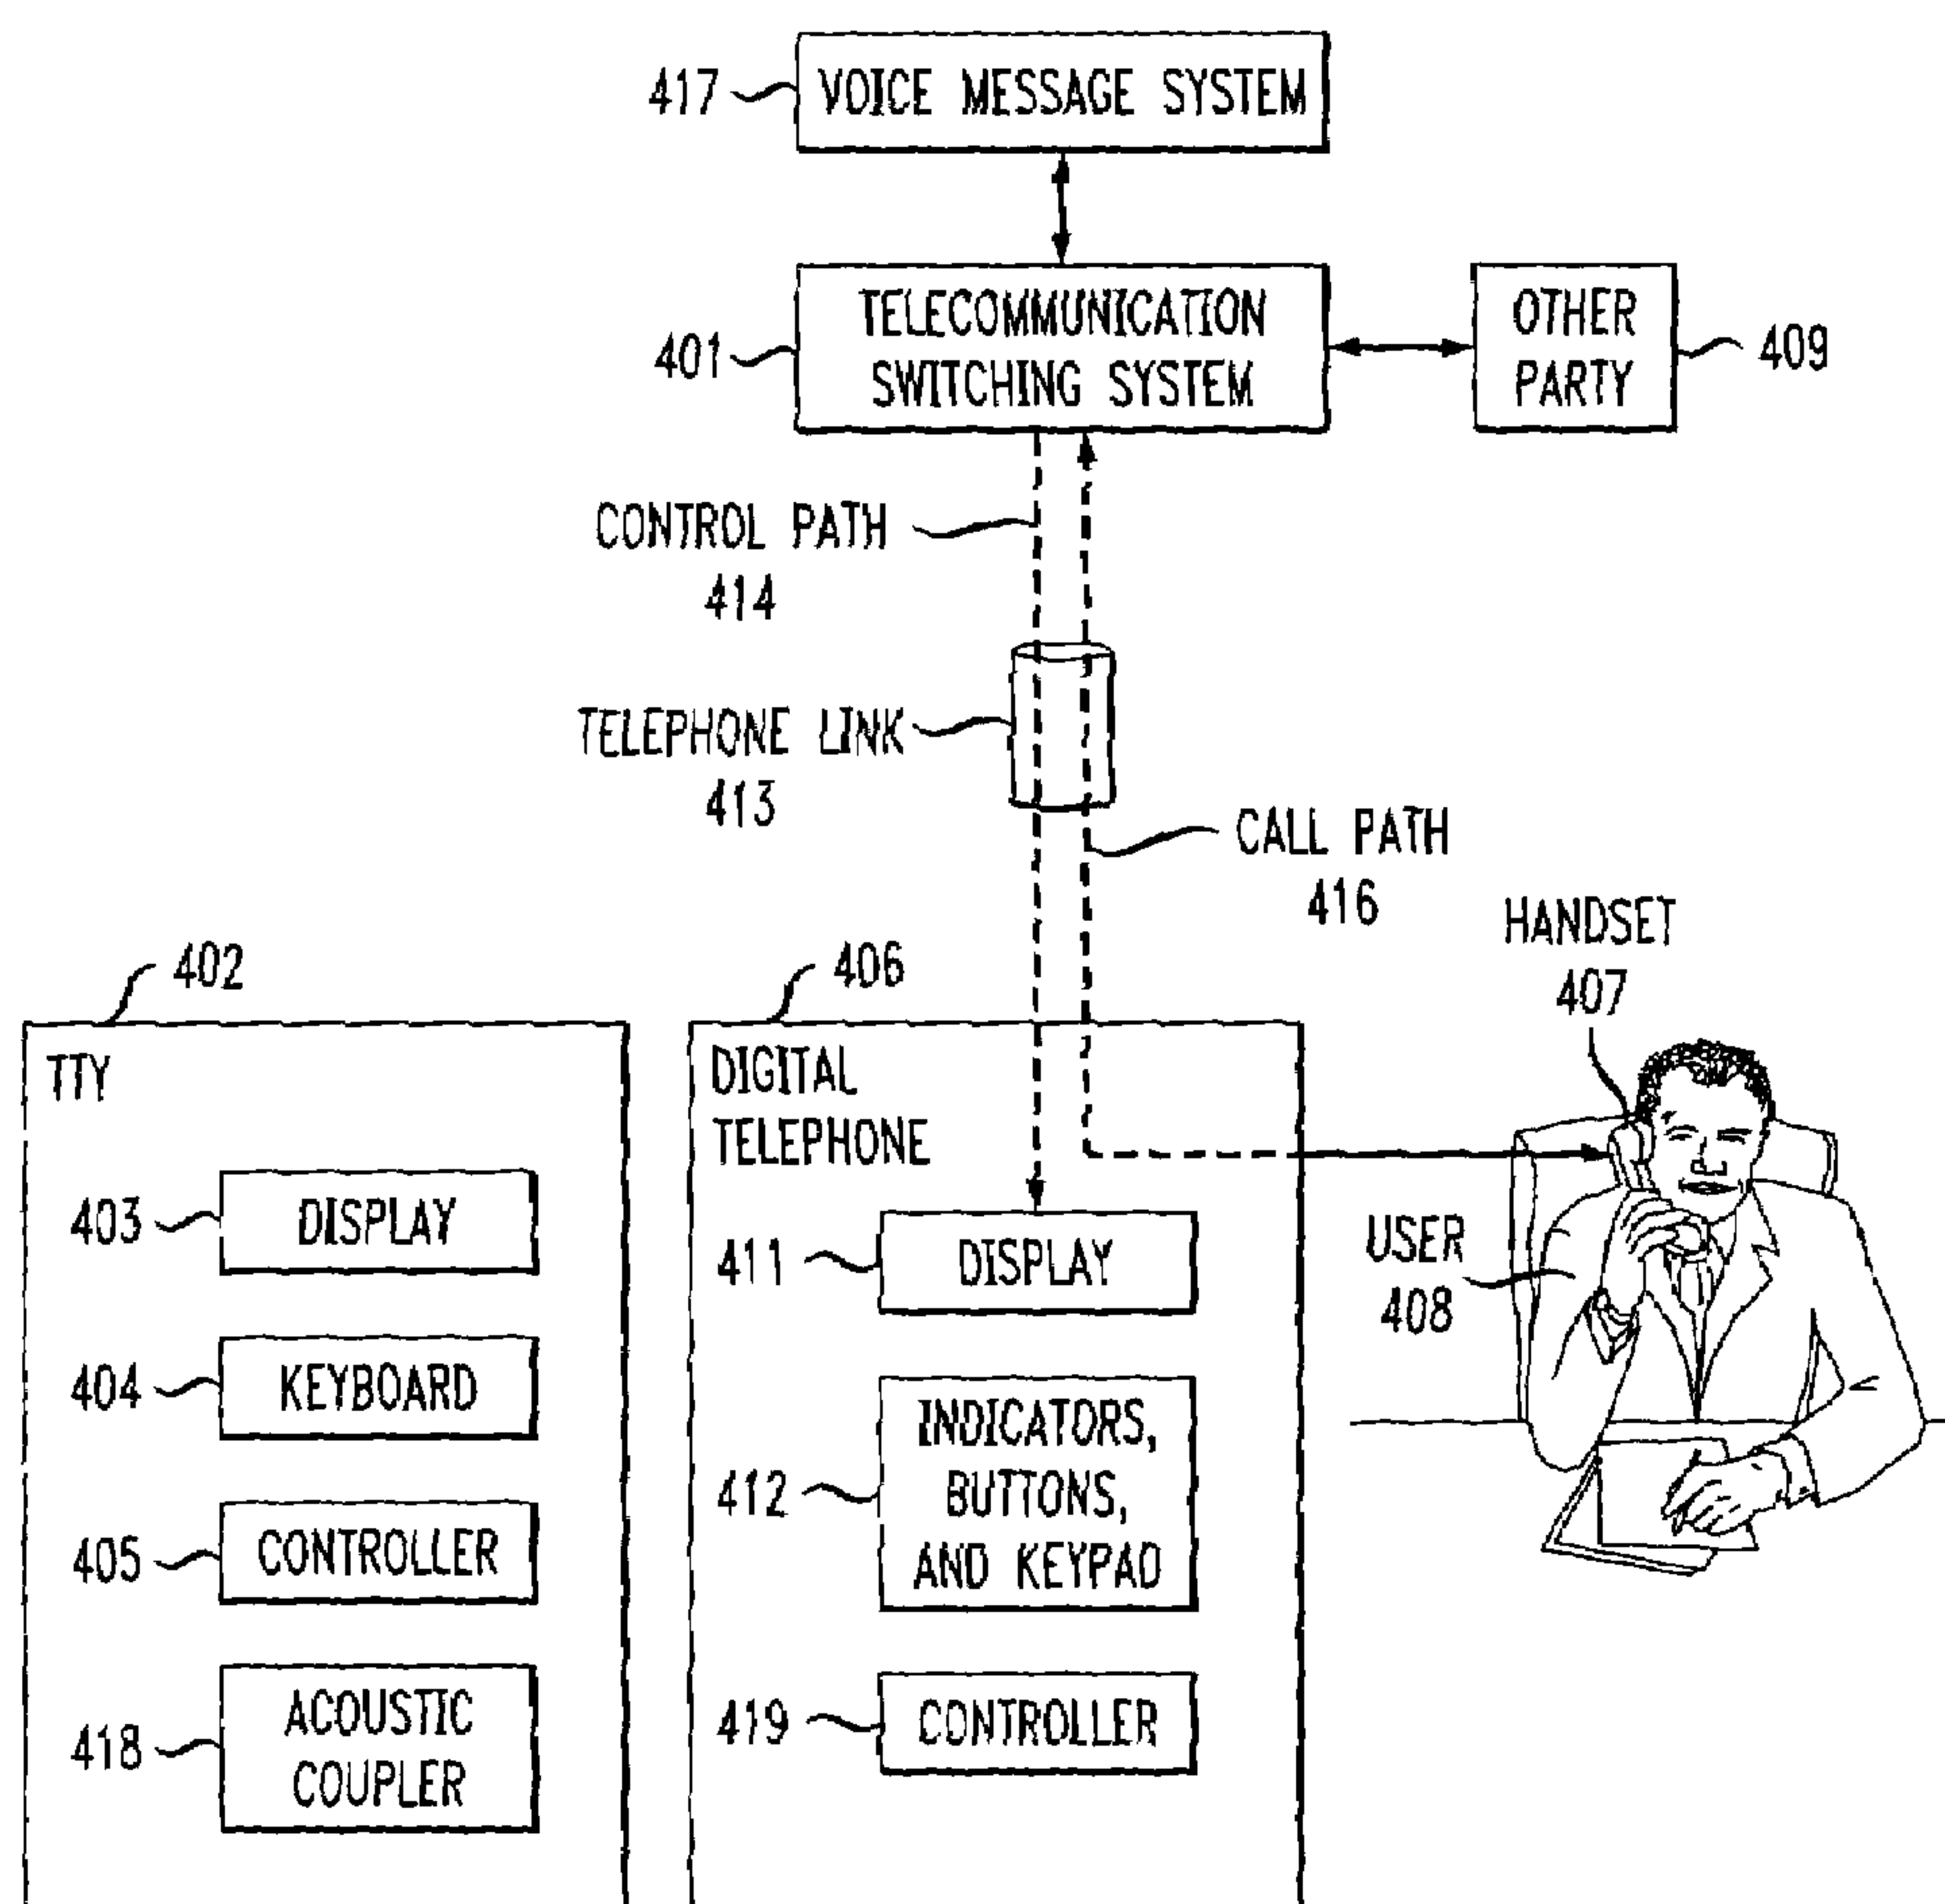 417 VOICE MESSAGE SYSTEM
TELECOMMUNICATION
401 SWITCHING SYSTEM
OTHER
PARTY
409
CONTROL PATH
414
TELEPHONE LINK
413
CALL PATH
416
HANDSET
407
402
406
TTY
DIGITAL
TELEPHONE
403 DISPLAY
404 KEYBOARD
405 CONTROLLER
418
ACOUSTIC
COUPLER
411 DISPLAY
412
INDICATORS,
BUTTONS,
AND KEYPAD
419 CONTROLLER
USER
408